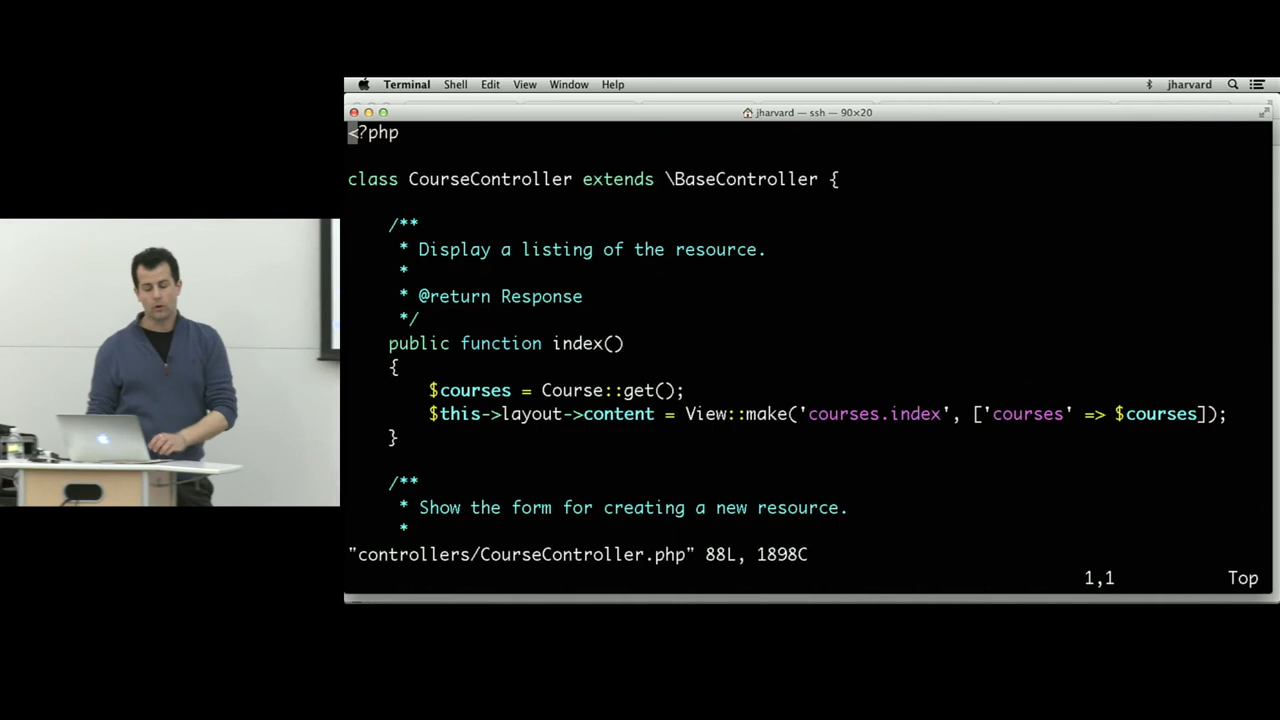 Terminal Shell Edit View Window Help jharvard
jharvard — ssh — 90×20
<?php
class CourseController extends \BaseController {
/**
* Display a listing of the resource.
*
* @return Response
*/
public function index()
{
$courses = Course::get();
$this->layout->content = View::make('courses.index', ['courses' => $courses]);
}
/**
* Show the form for creating a new resource.
*
"controllers/CourseController.php" 88L, 1898C
1,1 Top